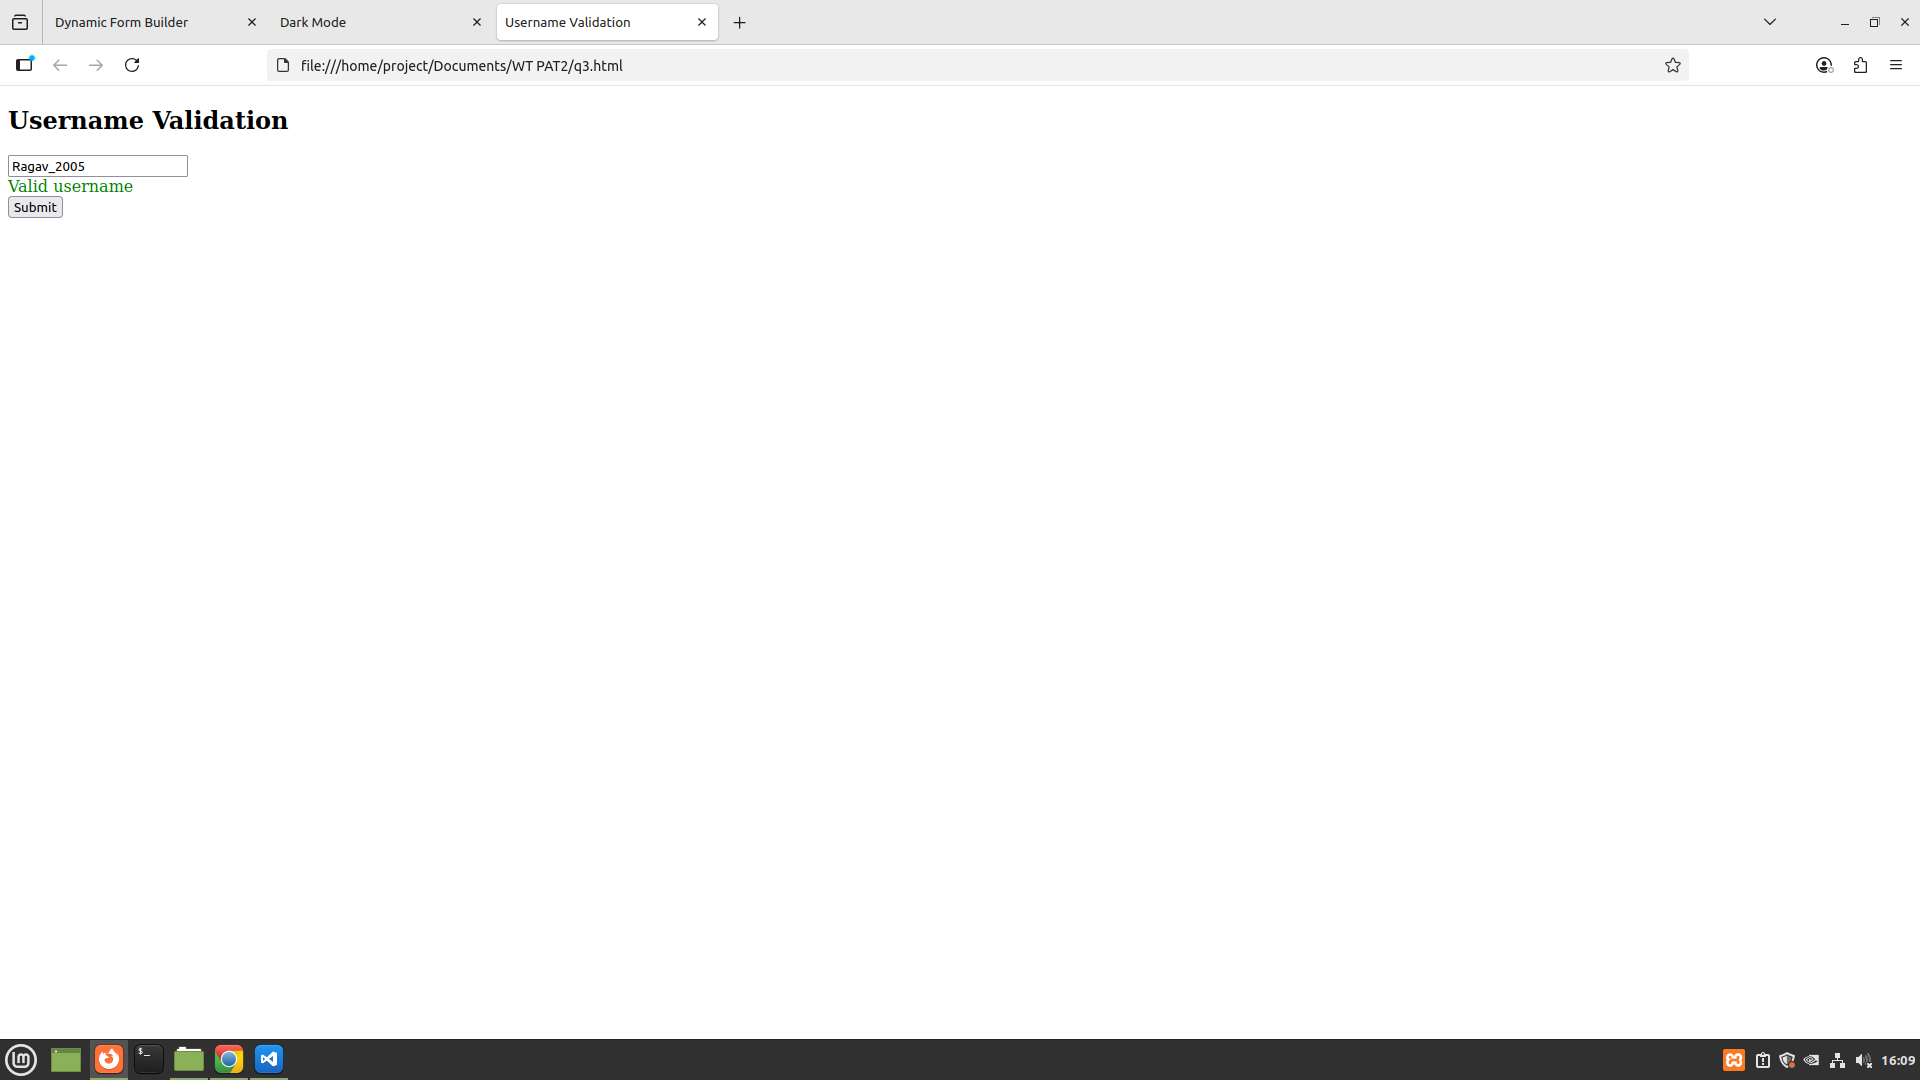 Dynamic Form Builder
Dark Mode
Username Validation
file:///home/project/Documents/WT PAT2/q3.html
Username Validation
Ragav_2005
Valid username
Submit
$_
16:09